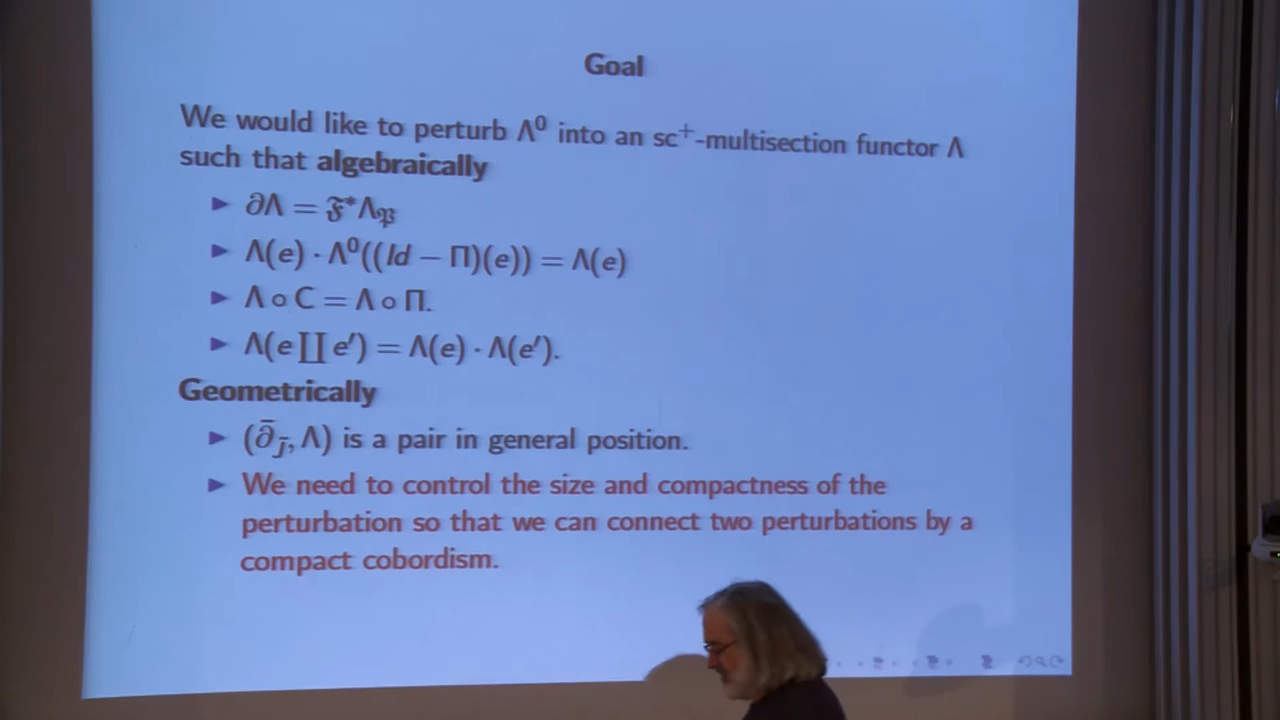 Goal
We would like to perturb Λ⁰ into an sc⁺-multisection functor Λ
such that algebraically
▶ ∂Λ = 𝔉*Λ_𝔓
▶ Λ(e) · Λ⁰((Id − Π)(e)) = Λ(e)
▶ Λ ∘ C = Λ ∘ Π.
▶ Λ(e ∐ e′) = Λ(e) · Λ(e′).
Geometrically
▶ (∂̄_J̃, Λ) is a pair in general position.
▶ We need to control the size and compactness of the
perturbation so that we can connect two perturbations by a
compact cobordism.